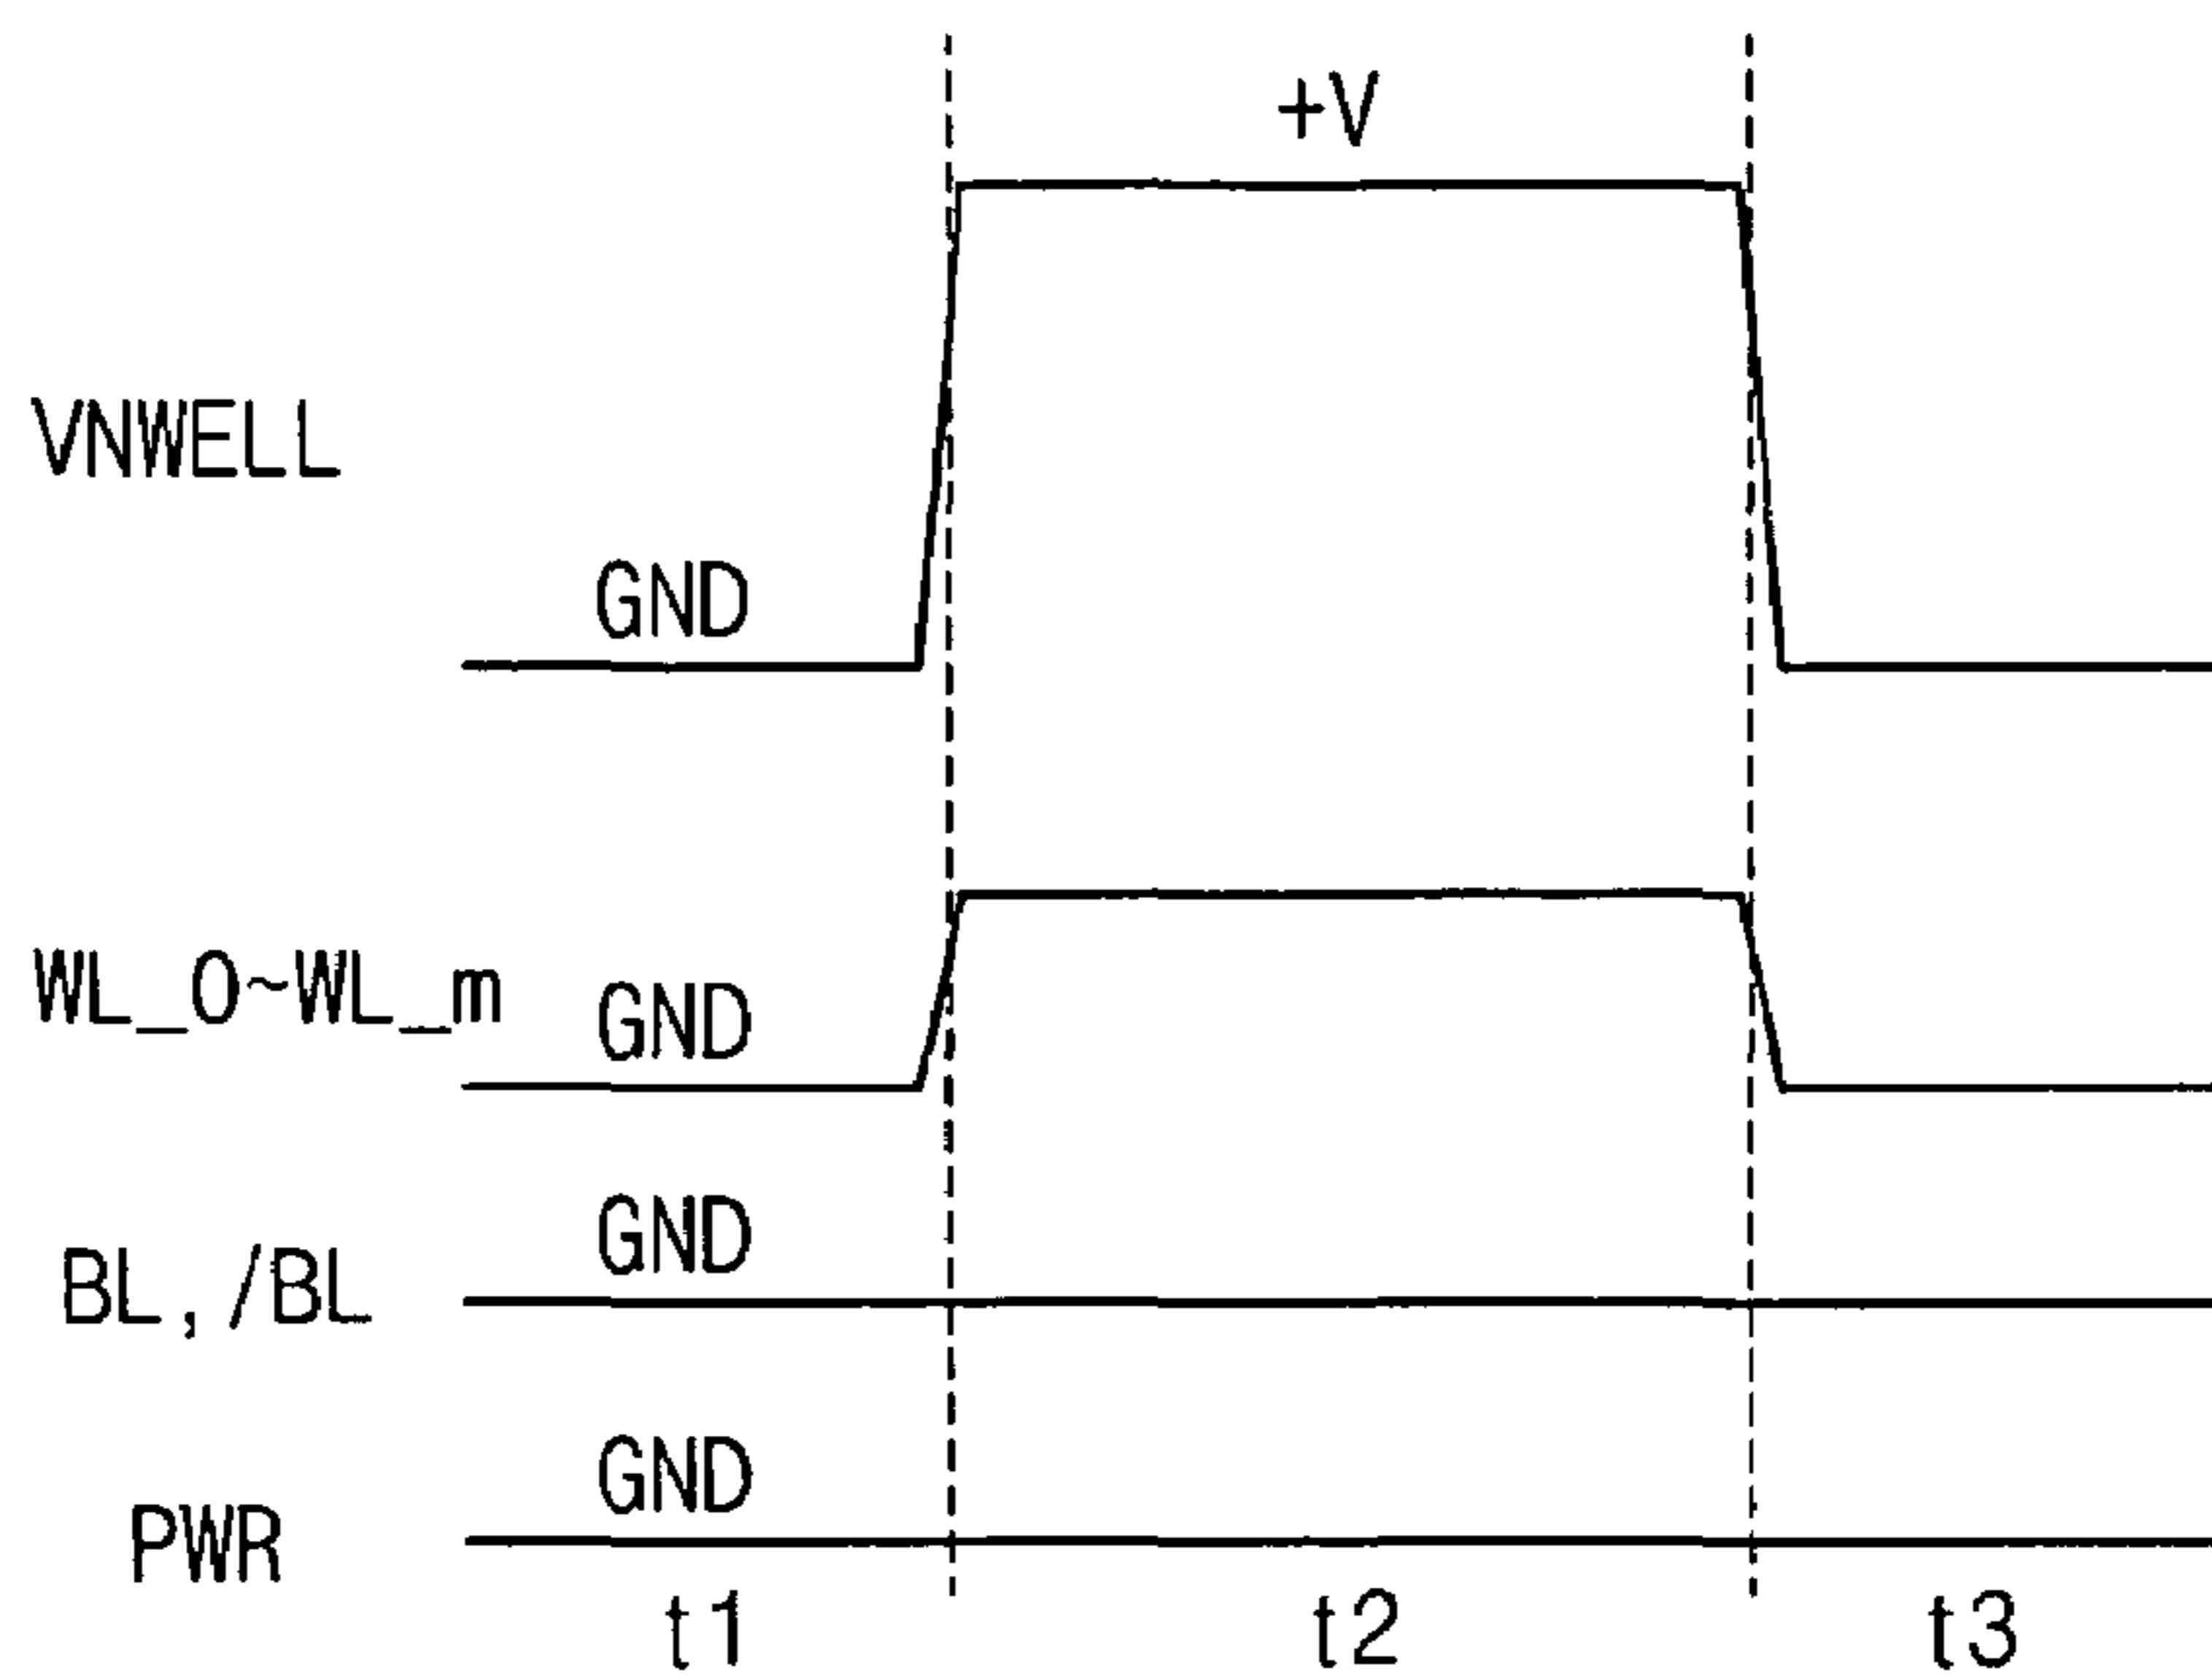 +V
VNWELL
GND
WL_0~WL_m
GND
GND
BL,/BL
GND
PWR
t1 t2 t3